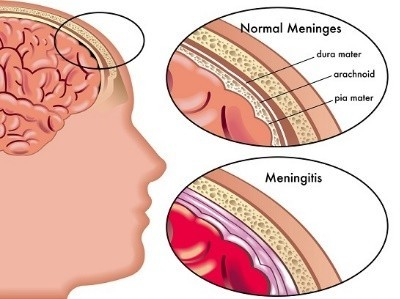 Normal Meninges
dura mater
arachnoid
pia mater
Meningitis